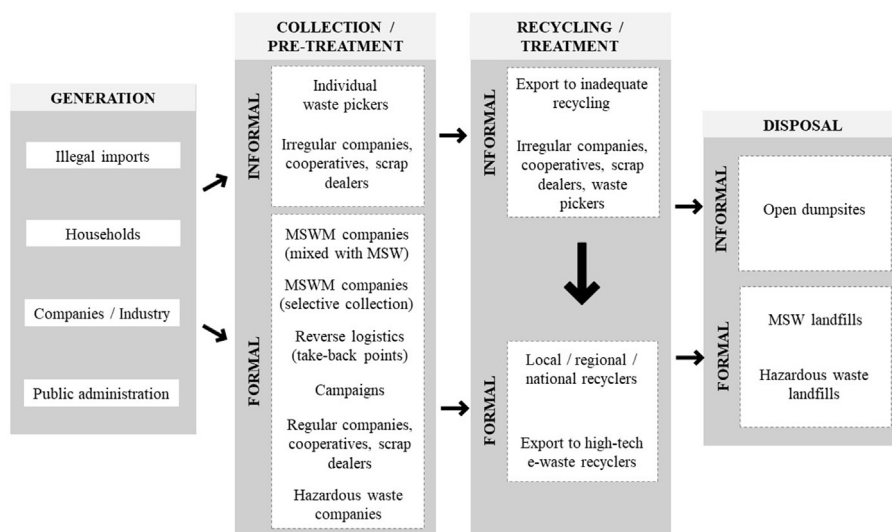 GENERATION
Illegal imports
Households
Companies / Industry
Public administration
COLLECTION /
PRE-TREATMENT
INFORMAL
Individual
waste pickers
Irregular companies,
cooperatives, scrap
dealers
FORMAL
MSWM companies
(mixed with MSW)
MSWM companies
(selective collection)
Reverse logistics
(take-back points)
Campaigns
Regular companies,
cooperatives, scrap
dealers
Hazardous waste
companies
RECYCLING /
TREATMENT
INFORMAL
Export to inadequate
recycling
Irregular companies,
cooperatives, scrap
dealers, waste
pickers
FORMAL
Local / regional /
national recyclers
Export to high-tech
e-waste recyclers
DISPOSAL
INFORMAL
Open dumpsites
FORMAL
MSW landfills
Hazardous waste
landfills